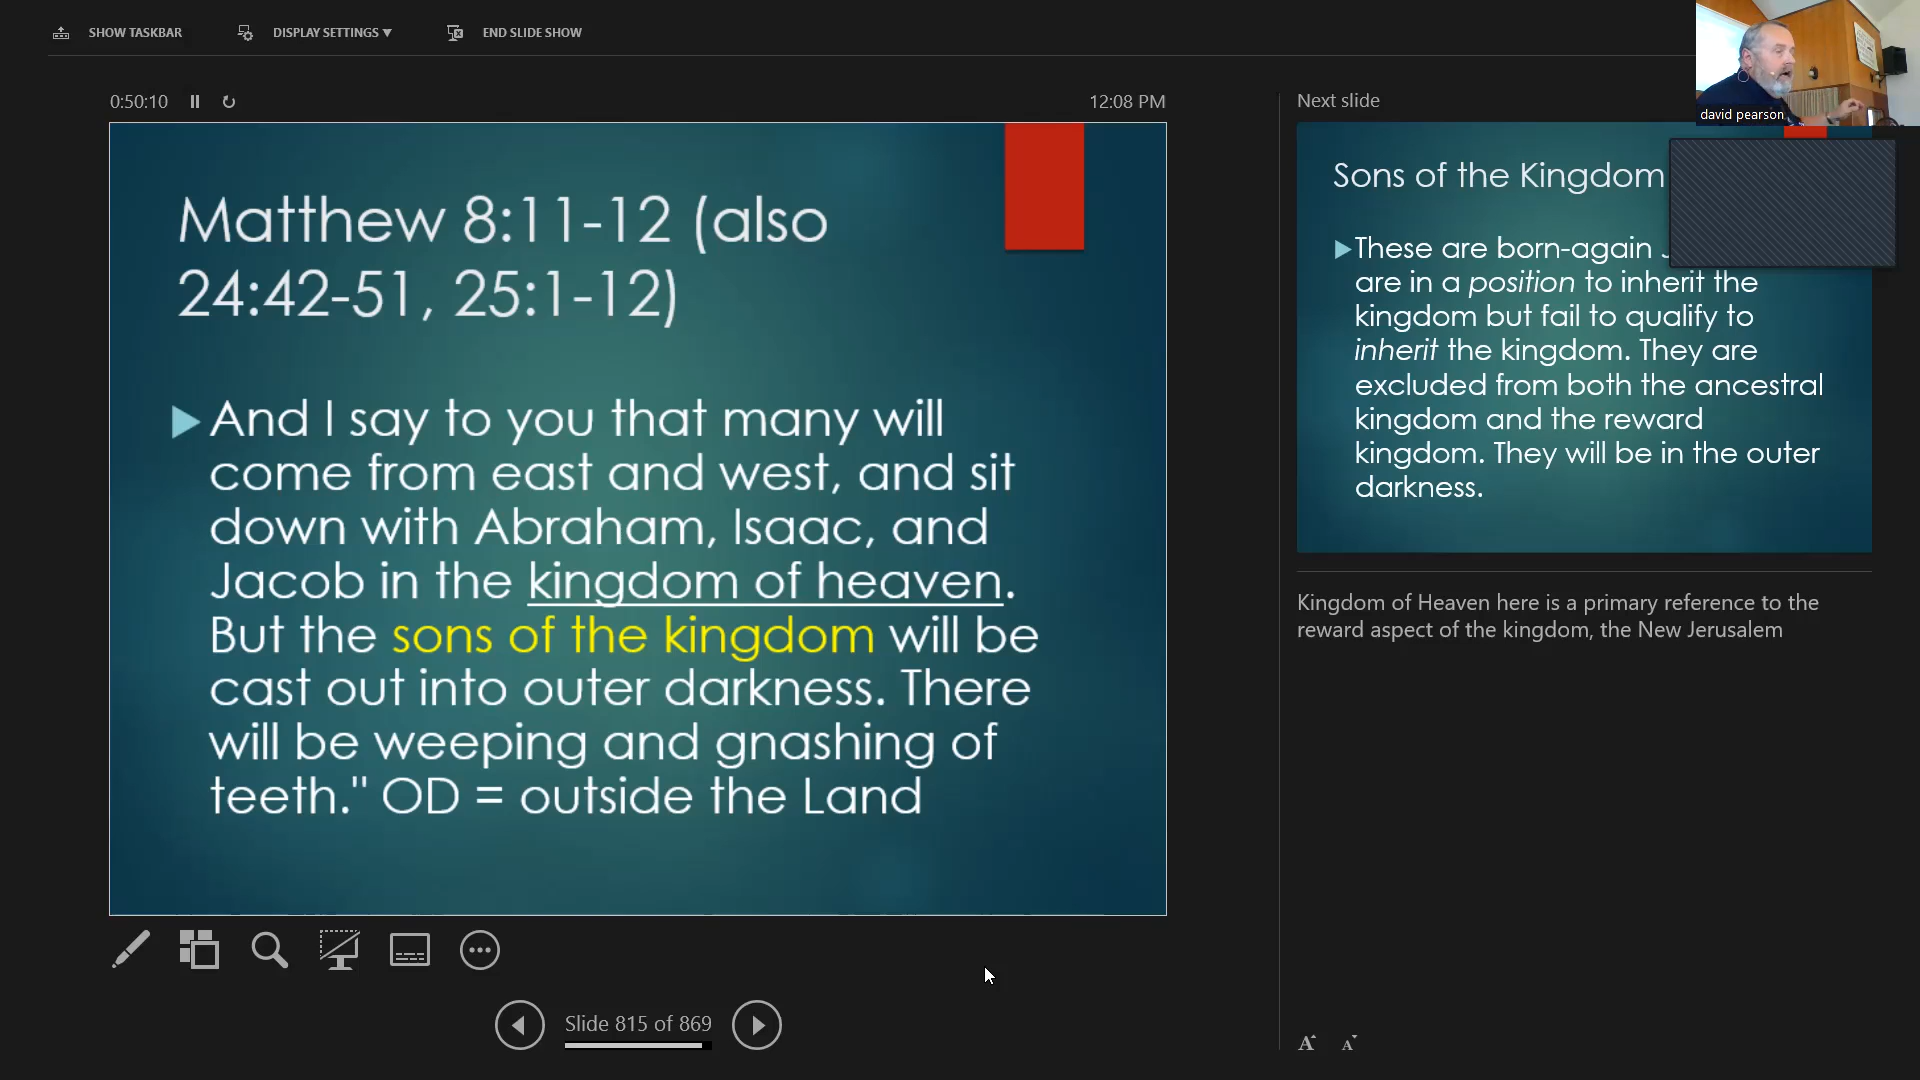 SHOW TASKBAR
DISPLAY SETTINGS ▼
END SLIDE SHOW
0:50:10
12:08 PM
Matthew 8:11-12 (also
24:42-51, 25:1-12)
And I say to you that many will
come from east and west, and sit
down with Abraham, Isaac, and
Jacob in the kingdom of heaven.
But the sons of the kingdom will be
cast out into outer darkness. There
will be weeping and gnashing of
teeth." OD = outside the Land
Slide 815 of 869
Next slide
david pearson
Sons of the Kingdom
These are born-again
are in a position to inherit the
kingdom but fail to qualify to
inherit the kingdom. They are
excluded from both the ancestral
kingdom and the reward
kingdom. They will be in the outer
darkness.
Kingdom of Heaven here is a primary reference to the
reward aspect of the kingdom, the New Jerusalem
A A